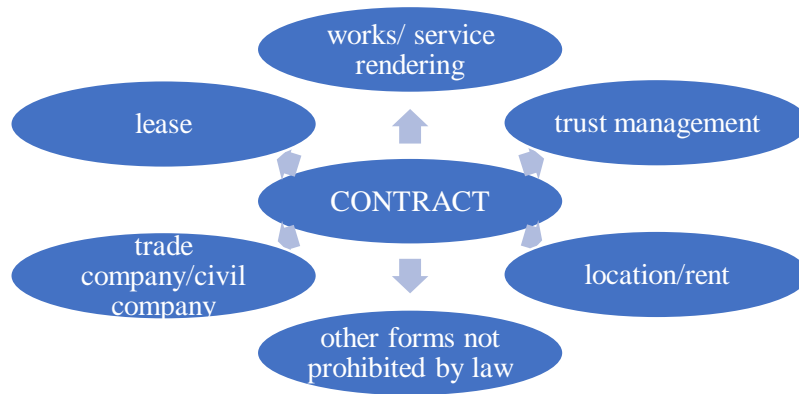 works/ service
rendering
lease
trust management
CONTRACT
trade
company/civil
company
location/rent
other forms not
prohibited by law